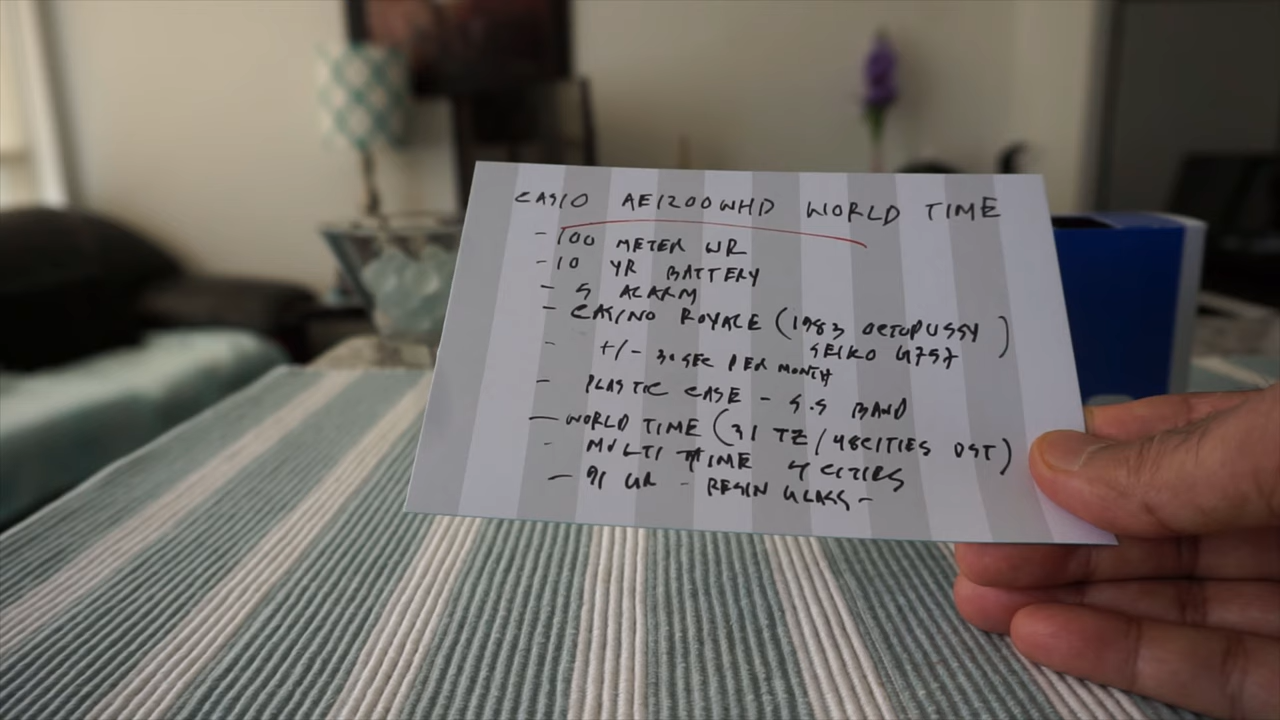 CASIO AE1200WHD WORLD TIME
- 100 METER WR
- 10 YR BATTERY
- 5 ALARM
- CASINO ROYALE (1983 OCTOPUSSY)
SEIKO G757
- +/- 30 SEC PER MONTH
- PLASTIC CASE - S.S BAND
- WORLD TIME (31 TZ/48CITIES DST)
- MULTI TIME 4 CITIES
- 91 GR - RESIN GLASS -